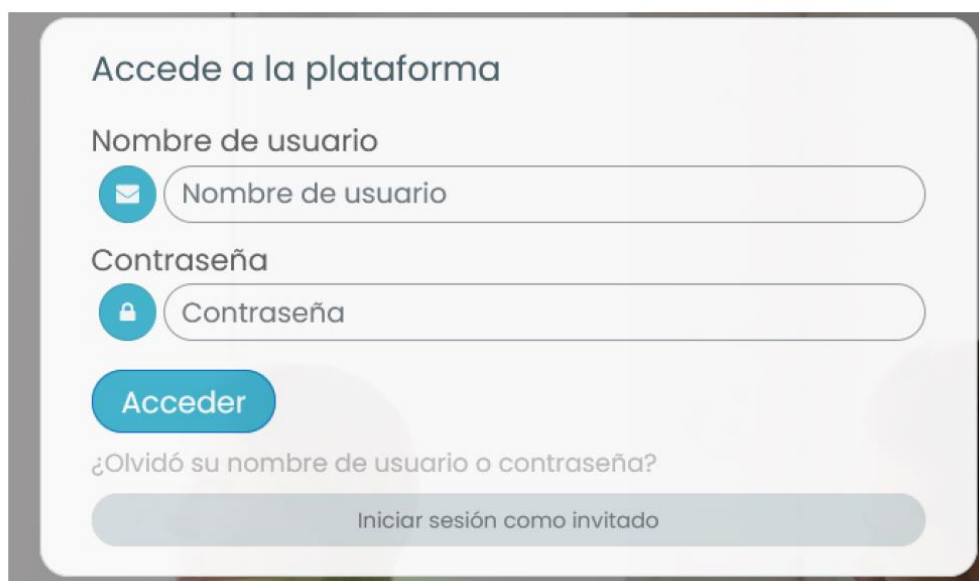 Accede a la plataforma
Nombre de usuario
Nombre de usuario
Contraseña
Contraseña
Acceder
¿Olvidó su nombre de usuario o contraseña?
Iniciar sesión como invitado